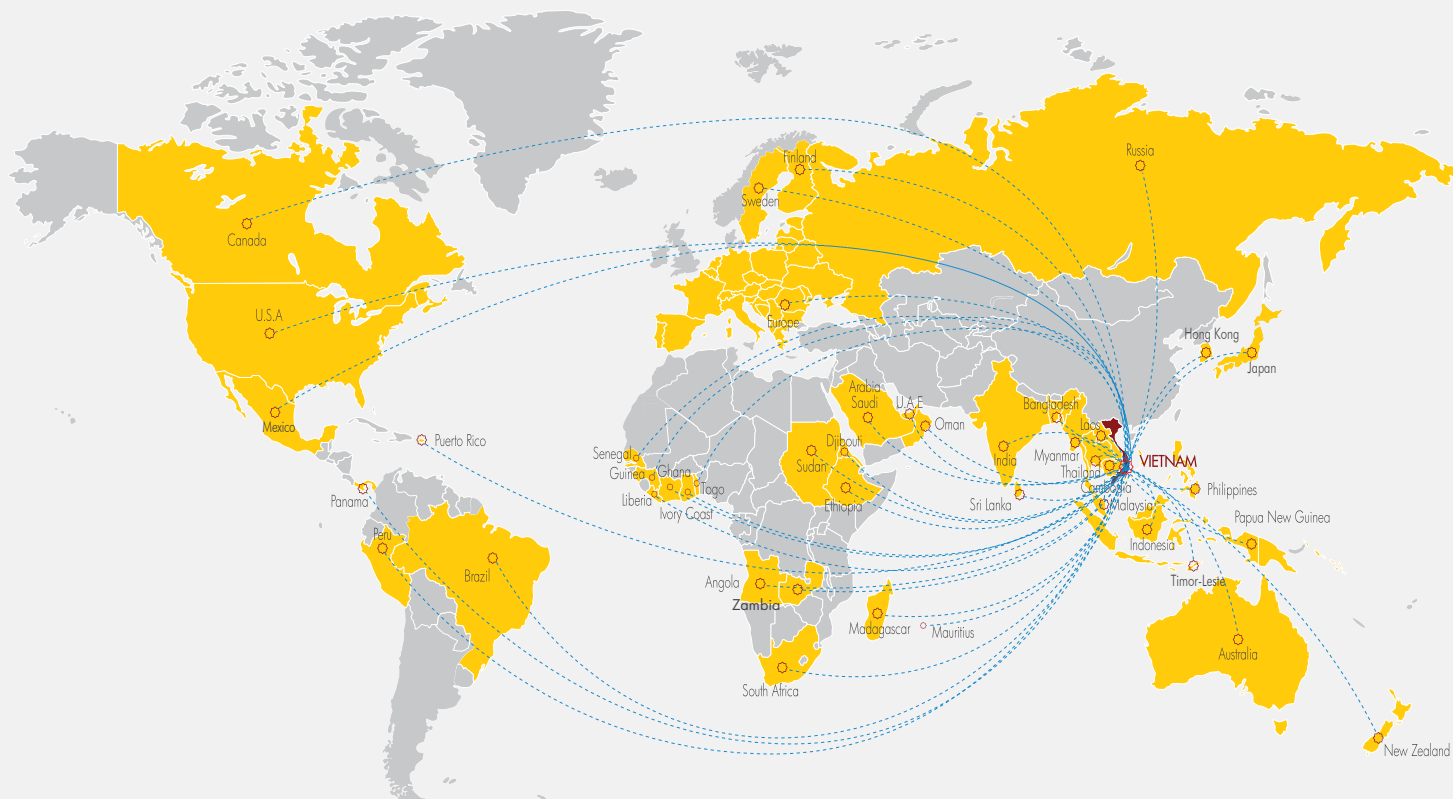 Canada
U.S.A
Mexico
Puerto Rico
Panama
Peru
Brazil
Finland
Sweden
Russia
Europe
Hong Kong
Japan
Arabia
Saudi
U.A.E
Oman
Bangladesh
Laos
India
Myanmar
Thailand
VIETNAM
Cambodia
Sri Lanka
Malaysia
Philippines
Papua New Guinea
Indonesia
Timor-Leste
Senegal
Guinea
Ghana
Liberia
Togo
Ivory Coast
Djibouti
Sudan
Ethiopia
Angola
Zambia
Madagascar
Mauritius
South Africa
Australia
New Zealand